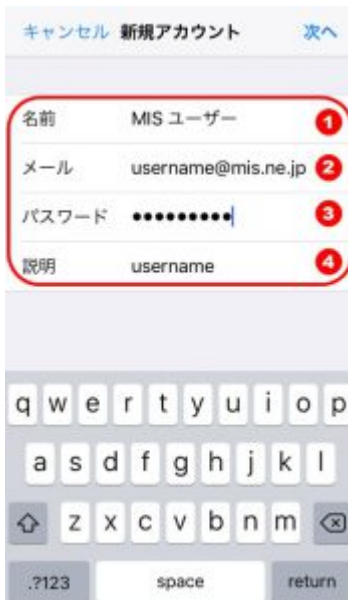 キャンセル 新規アカウント 次へ
名前 MIS ユーザー 1
メール username@mis.ne.jp 2
パスワード ●●●●●●●●● 3
説明 username 4
q w e r t y u i o p
a s d f g h j k l
z x c v b n m
.?123 space return